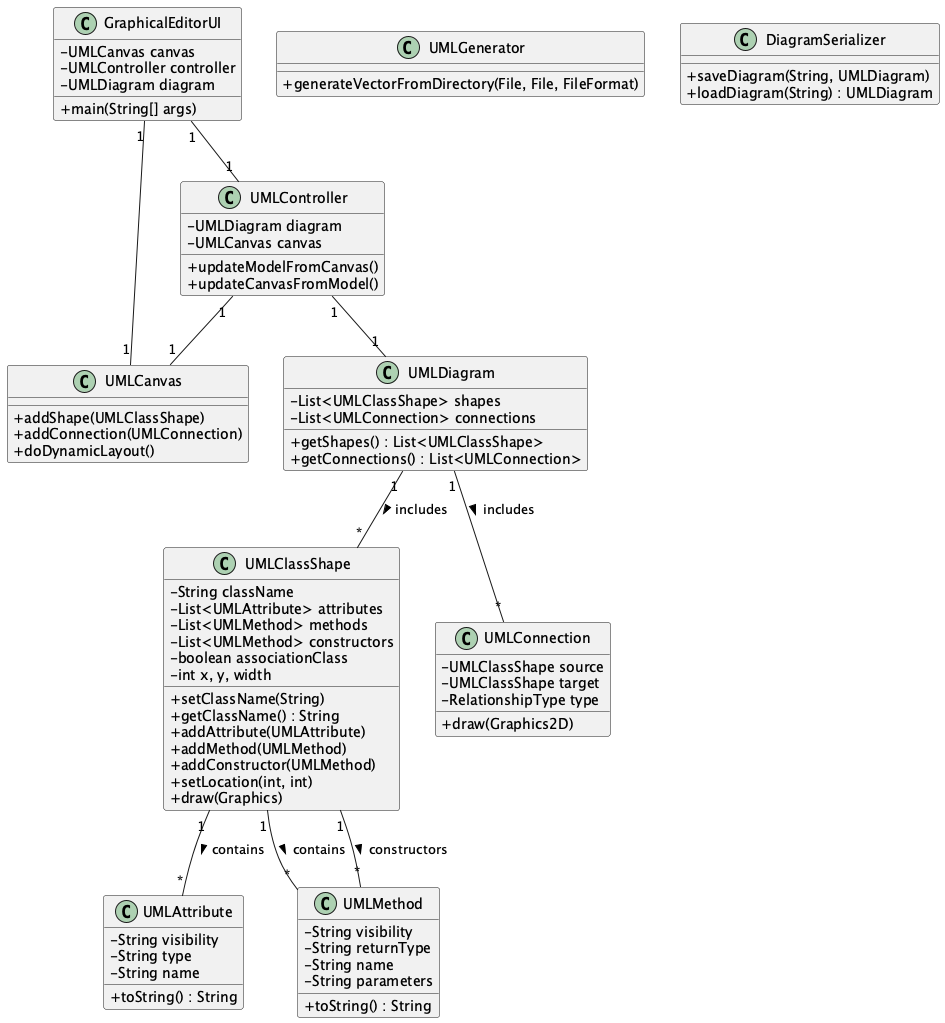 C GraphicalEditorUI
-UMLCanvas canvas
-UMLController controller
-UMLDiagram diagram
+main(String[] args)
C UMLGenerator
+generateVectorFromDirectory(File, File, FileFormat)
C DiagramSerializer
+saveDiagram(String, UMLDiagram)
+loadDiagram(String) : UMLDiagram
1
1
1
C UMLController
-UMLDiagram diagram
-UMLCanvas canvas
+updateModelFromCanvas()
+updateCanvasFromModel()
1
1
1
1
1
C UMLCanvas
+addShape(UMLClassShape)
+addConnection(UMLConnection)
+doDynamicLayout()
C UMLDiagram
-List<UMLClassShape> shapes
-List<UMLConnection> connections
+getShapes() : List<UMLClassShape>
+getConnections() : List<UMLConnection>
1
1
includes
includes
*
*
C UMLClassShape
-String className
-List<UMLAttribute> attributes
-List<UMLMethod> methods
-List<UMLMethod> constructors
-boolean associationClass
-int x, y, width
+setClassName(String)
+getClassName() : String
+addAttribute(UMLAttribute)
+addMethod(UMLMethod)
+addConstructor(UMLMethod)
+setLocation(int, int)
+draw(Graphics)
C UMLConnection
-UMLClassShape source
-UMLClassShape target
-RelationshipType type
+draw(Graphics2D)
1
1
1
contains
contains
constructors
*
*
*
C UMLAttribute
-String visibility
-String type
-String name
+toString() : String
C UMLMethod
-String visibility
-String returnType
-String name
-String parameters
+toString() : String